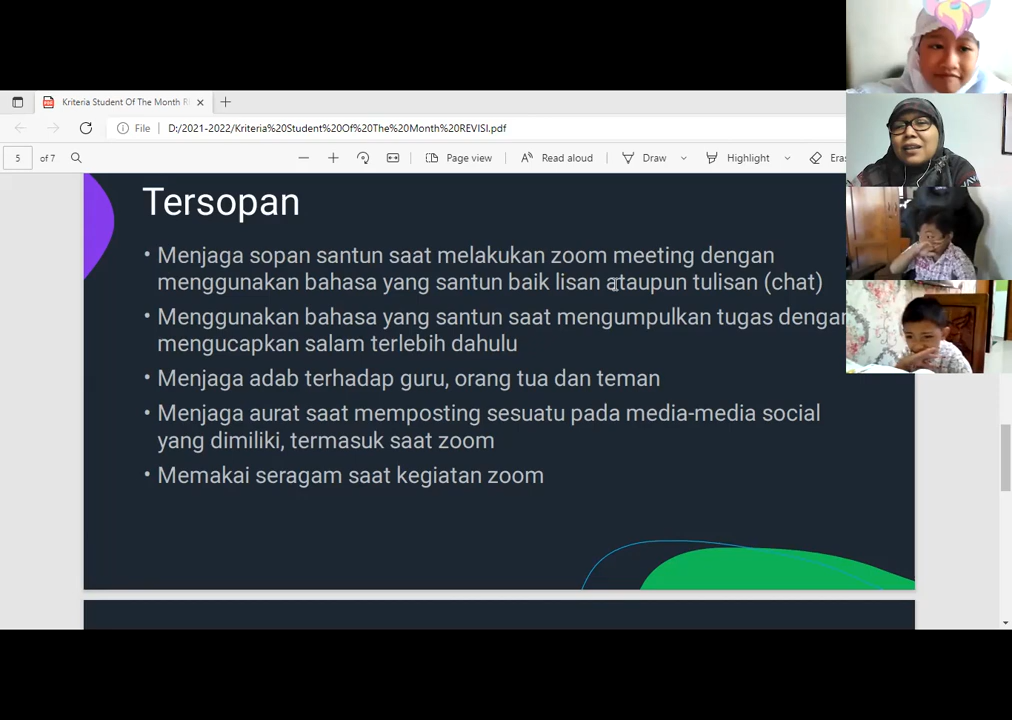 Kriteria Student Of The Month R
File
D:/2021-2022/Kriteria%20Student%20Of%20The%20Month%20REVISI.pdf
5 of 7
Page view
Read aloud
Draw
Highlight
Eras
Tersopan
• Menjaga sopan santun saat melakukan zoom meeting dengan
menggunakan bahasa yang santun baik lisan ataupun tulisan (chat)
• Menggunakan bahasa yang santun saat mengumpulkan tugas dengan
mengucapkan salam terlebih dahulu
• Menjaga adab terhadap guru, orang tua dan teman
• Menjaga aurat saat memposting sesuatu pada media-media social
yang dimiliki, termasuk saat zoom
• Memakai seragam saat kegiatan zoom